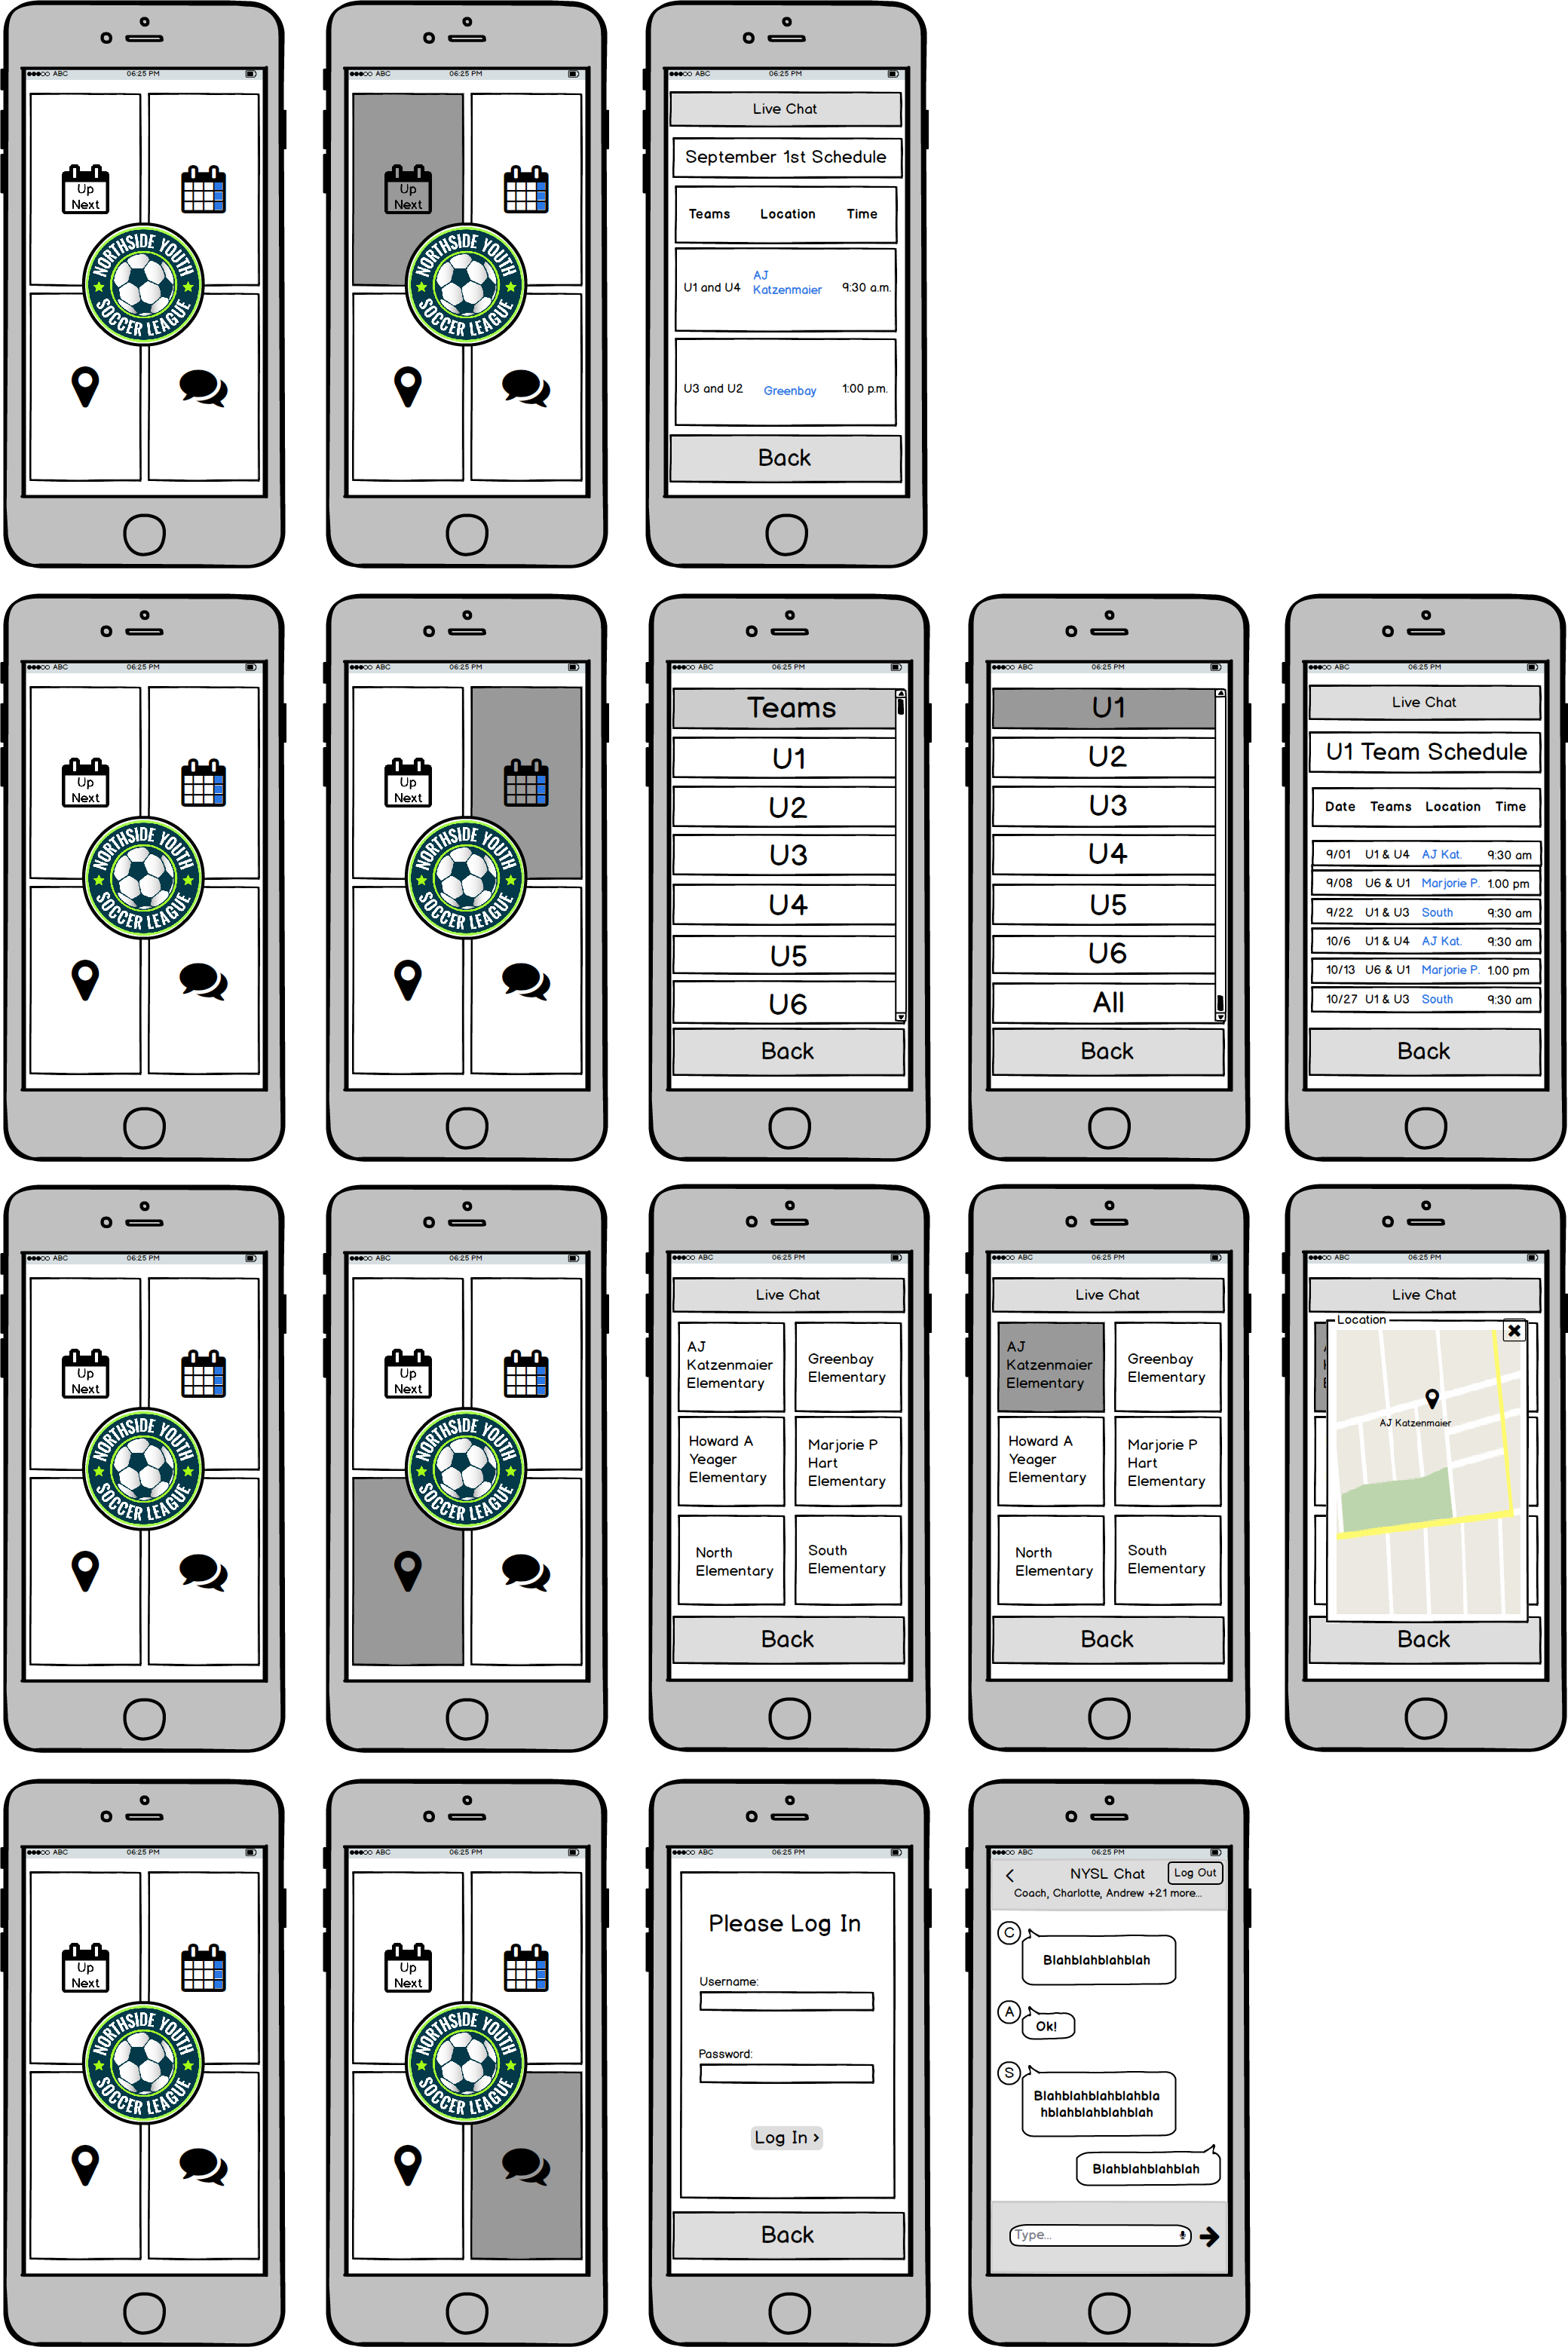 ●●●○○ ABC 06:25 PM
Up
Next
NORTHSIDE YOUTH
SOCCER LEAGUE
●●●○○ ABC 06:25 PM
Up
Next
NORTHSIDE YOUTH
SOCCER LEAGUE
●●●○○ ABC 06:25 PM
Live Chat
September 1st Schedule
Teams Location Time
U1 and U4 AJ
Katzenmaier 9:30 a.m.
U3 and U2 Greenbay 1:00 p.m.
Back
●●●○○ ABC 06:25 PM
Up
Next
NORTHSIDE YOUTH
SOCCER LEAGUE
●●●○○ ABC 06:25 PM
Up
Next
NORTHSIDE YOUTH
SOCCER LEAGUE
●●●○○ ABC 06:25 PM
Teams
U1
U2
U3
U4
U5
U6
Back
●●●○○ ABC 06:25 PM
U1
U2
U3
U4
U5
U6
All
Back
●●●○○ ABC 06:25 PM
Live Chat
U1 Team Schedule
Date Teams Location Time
9/01 U1 & U4 AJ Kat. 9:30 am
9/08 U6 & U1 Marjorie P. 1.00 pm
9/22 U1 & U3 South 9:30 am
10/6 U1 & U4 AJ Kat. 9:30 am
10/13 U6 & U1 Marjorie P. 1.00 pm
10/27 U1 & U3 South 9:30 am
Back
●●●○○ ABC 06:25 PM
Up
Next
NORTHSIDE YOUTH
SOCCER LEAGUE
●●●○○ ABC 06:25 PM
Up
Next
NORTHSIDE YOUTH
SOCCER LEAGUE
●●●○○ ABC 06:25 PM
Live Chat
AJ
Katzenmaier
Elementary
Greenbay
Elementary
Howard A
Yeager
Elementary
Marjorie P
Hart
Elementary
North
Elementary
South
Elementary
Back
●●●○○ ABC 06:25 PM
Live Chat
AJ
Katzenmaier
Elementary
Greenbay
Elementary
Howard A
Yeager
Elementary
Marjorie P
Hart
Elementary
North
Elementary
South
Elementary
Back
●●●○○ ABC 06:25 PM
Live Chat
Location
AJ Katzenmaier
Back
●●●○○ ABC 06:25 PM
Up
Next
NORTHSIDE YOUTH
SOCCER LEAGUE
●●●○○ ABC 06:25 PM
Up
Next
NORTHSIDE YOUTH
SOCCER LEAGUE
●●●○○ ABC 06:25 PM
Please Log In
Username:
Password:
Log In >
Back
●●●○○ ABC 06:25 PM
NYSL Chat Log Out
Coach, Charlotte, Andrew +21 more...
C
Blahblahblahblah
A
Ok!
S
Blahblahblahblahbla
hblahblahblahblah
Blahblahblahblah
Type...